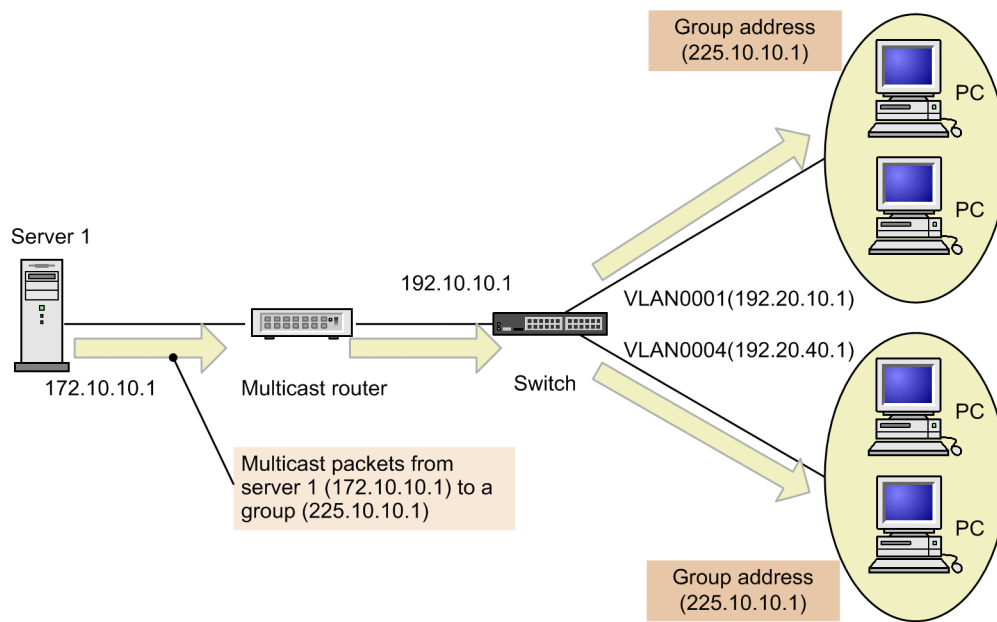 Group address
(225.10.10.1)
PC
PC
Server 1
192.10.10.1
VLAN0001(192.20.10.1)
VLAN0004(192.20.40.1)
172.10.10.1
Multicast router
Switch
PC
Multicast packets from
server 1 (172.10.10.1) to a
group (225.10.10.1)
PC
Group address
(225.10.10.1)